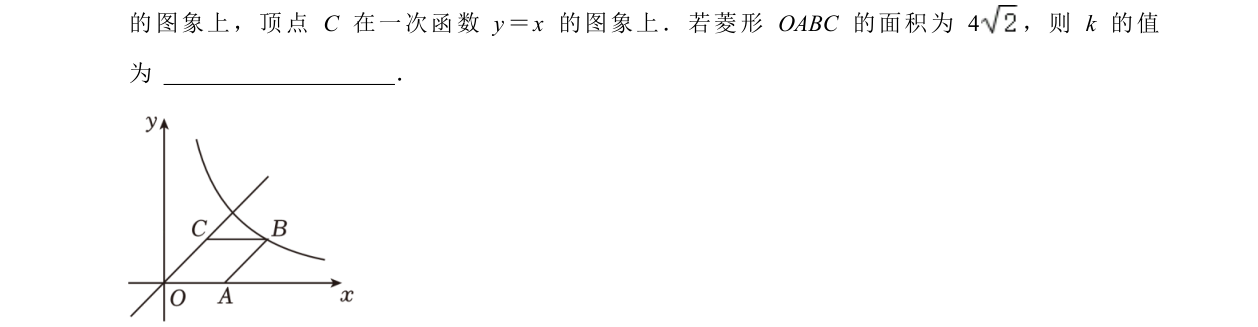 的图象上，顶点 C 在一次函数 y＝x 的图象上．若菱形 OABC 的面积为 4√2，则 k 的值
为 ____________________．
y
C
B
O
A
x